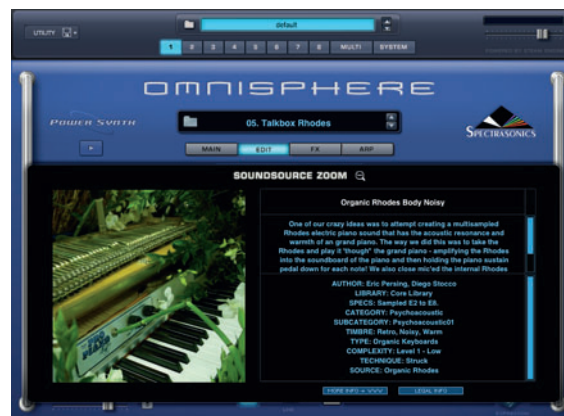 UTILITY
default
1 2 3 4 5 6 7 8 MULTI SYSTEM
OMNISPHERE
POWER SYNTH
05. Talkbox Rhodes
SPECTRASONICS
MAIN EDIT FX ARP
SOUNDSOURCE ZOOM
Organic Rhodes Body Noisy
One of our crazy ideas was to attempt creating a multisampled
Rhodes electric piano sound that has the acoustic resonance and
warmth of an grand piano. The way we did this was to take the
Rhodes and play it "though" the grand piano - amplifying the Rhodes
into the soundboard of the piano and then holding the piano sustain
pedal down for each note! We also close mic'ed the internal Rhodes
AUTHOR: Eric Persing, Diego Stocco
LIBRARY: Core Library
SPECS: Sampled E2 to E8.
CATEGORY: Psychoacoustic
SUBCATEGORY: Psychoacoustic01
TIMBRE: Retro, Noisy, Warm
TYPE: Organic Keyboards
COMPLEXITY: Level 1 - Low
TECHNIQUE: Struck
SOURCE: Organic Rhodes
MORE INFO - VVV LEGAL INFO